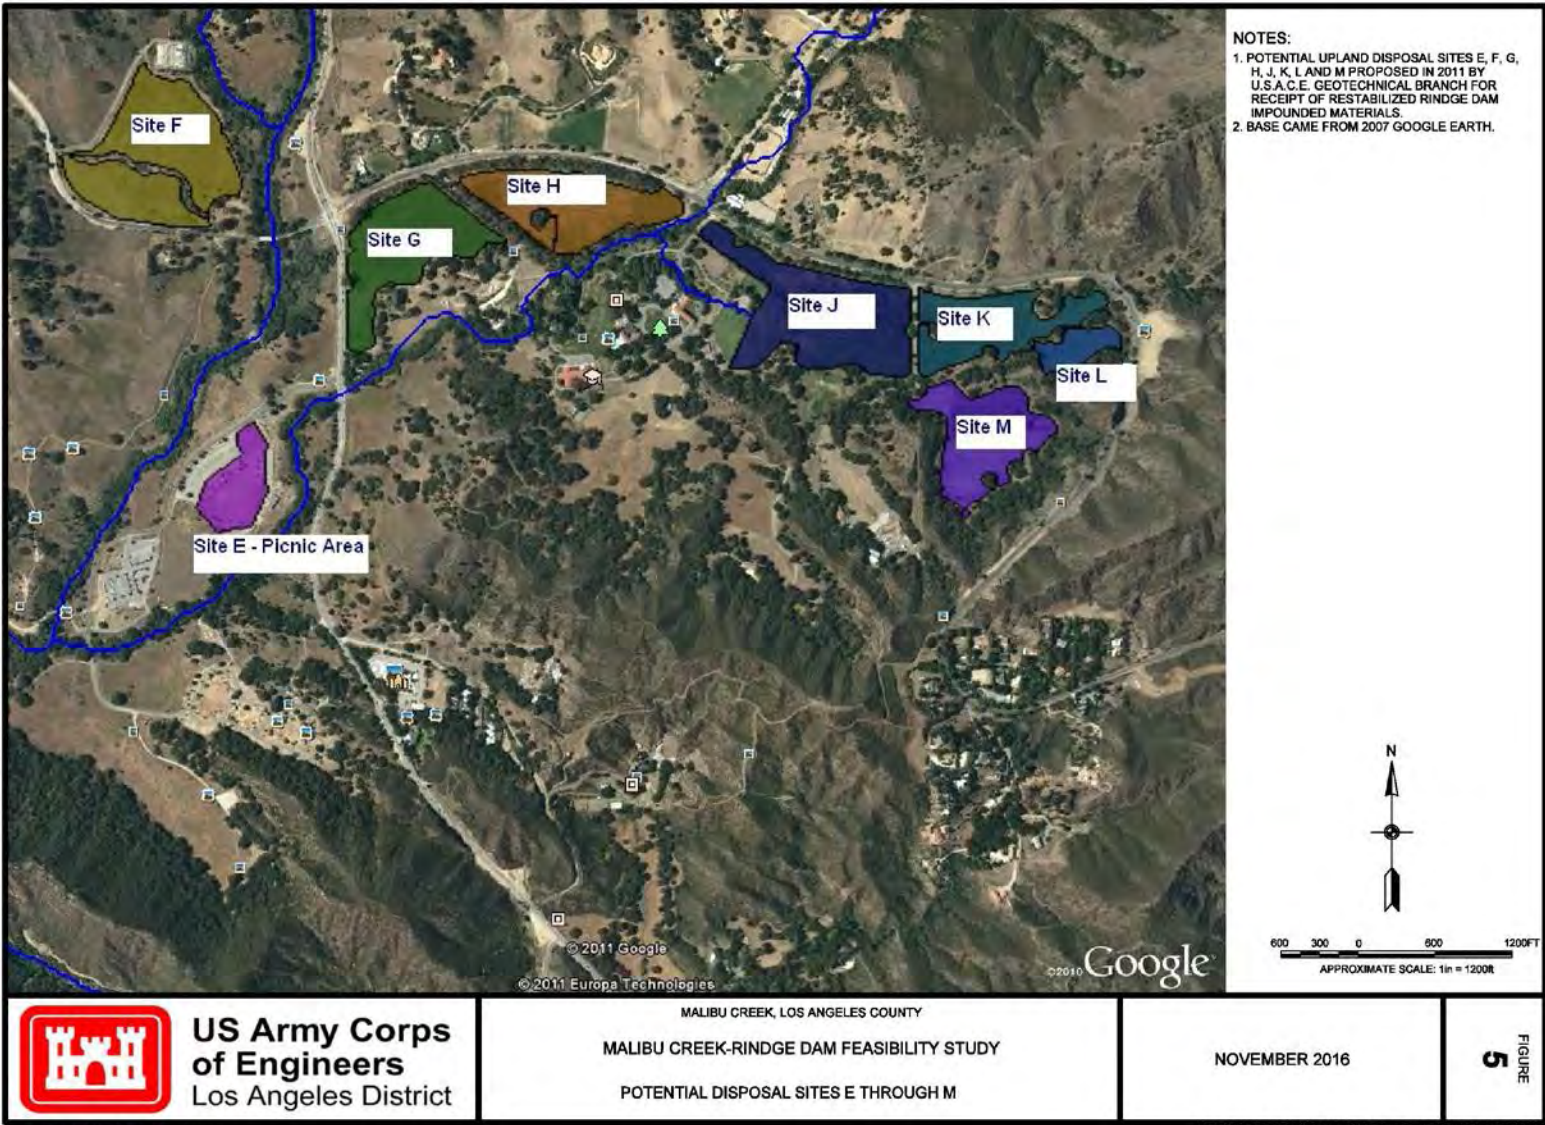 NOTES:
1. POTENTIAL UPLAND DISPOSAL SITES E, F, G,
H, J, K, L AND M PROPOSED IN 2011 BY
U.S.A.C.E. GEOTECHNICAL BRANCH FOR
RECEIPT OF RESTABILIZED RINDGE DAM
IMPOUNDED MATERIALS.
2. BASE CAME FROM 2007 GOOGLE EARTH.
Site F
Site H
Site G
Site J
Site K
Site L
Site M
Site E - Picnic Area
N
600 300 0 600 1200FT
APPROXIMATE SCALE: 1in = 1200ft
© 2011 Google
© 2011 Europa Technologies
©2010 Google
US Army Corps
of Engineers
Los Angeles District
MALIBU CREEK, LOS ANGELES COUNTY
MALIBU CREEK-RINDGE DAM FEASIBILITY STUDY
POTENTIAL DISPOSAL SITES E THROUGH M
NOVEMBER 2016
FIGURE
5